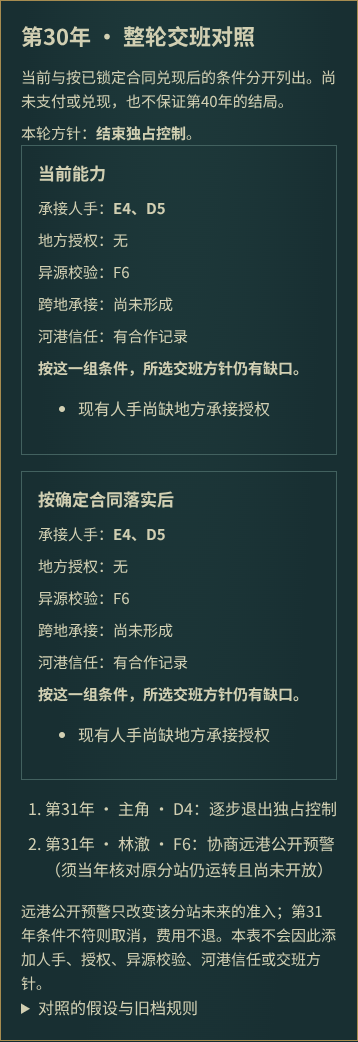 第30年 · 整轮交班对照
当前与按已锁定合同兑现后的条件分开列出。尚
未支付或兑现，也不保证第40年的结局。
本轮方针：结束独占控制。
当前能力
承接人手：E4、D5
地方授权：无
异源校验：F6
跨地承接：尚未形成
河港信任：有合作记录
按这一组条件，所选交班方针仍有缺口。
• 现有人手尚缺地方承接授权
按确定合同落实后
承接人手：E4、D5
地方授权：无
异源校验：F6
跨地承接：尚未形成
河港信任：有合作记录
按这一组条件，所选交班方针仍有缺口。
• 现有人手尚缺地方承接授权
1. 第31年 · 主角 · D4：逐步退出独占控制
2. 第31年 · 林澈 · F6：协商远港公开预警
（须当年核对原分站仍运转且尚未开放）
远港公开预警只改变该分站未来的准入；第31
年条件不符则取消，费用不退。本表不会因此添
加人手、授权、异源校验、河港信任或交班方
针。
▶ 对照的假设与旧档规则